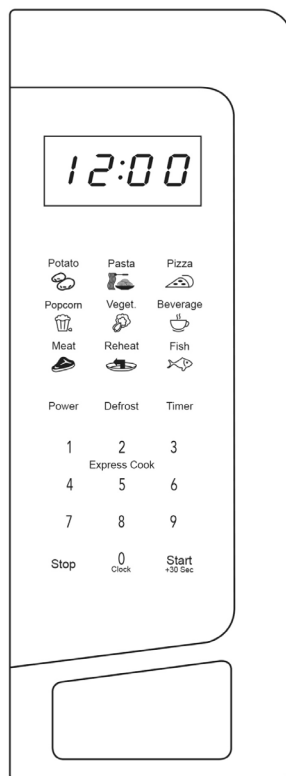 12:00
Potato Pasta Pizza
Popcorn Veget. Beverage
Meat Reheat Fish
Power Defrost Timer
1 2 3
Express Cook
4 5 6
7 8 9
Stop 0 Start
Clock +30 Sec